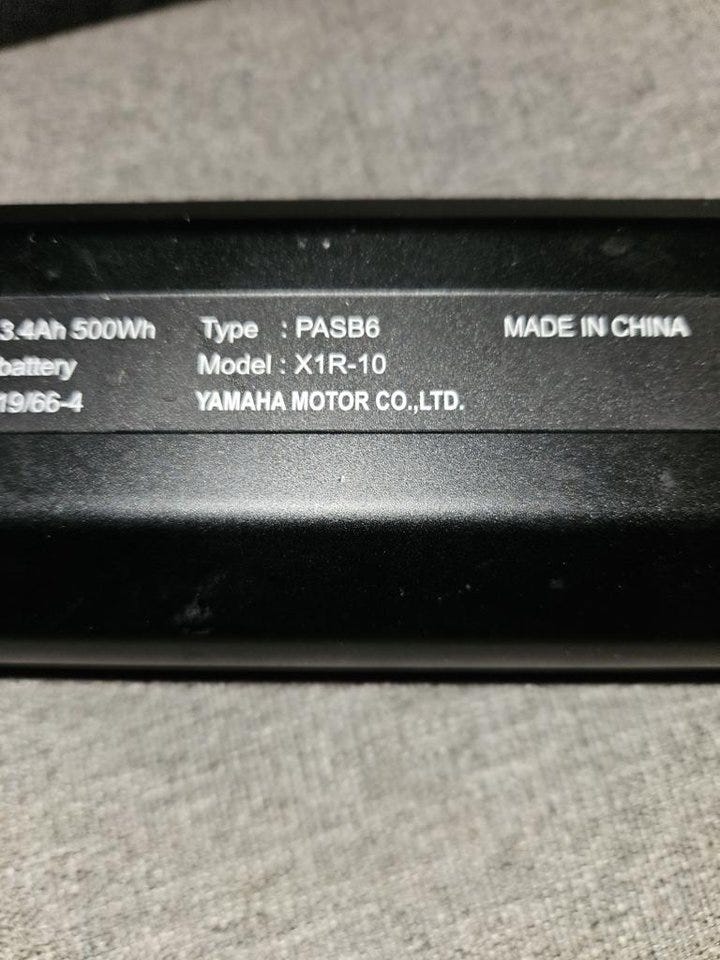 3.4Ah 500Wh Type : PASB6 MADE IN CHINA
battery Model : X1R-10
19/66-4 YAMAHA MOTOR CO.,LTD.